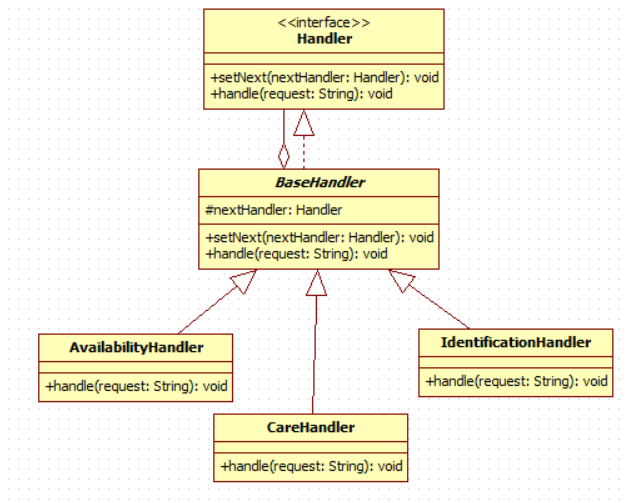 <<interface>>
Handler
+setNext(nextHandler: Handler): void
+handle(request: String): void
BaseHandler
#nextHandler: Handler
+setNext(nextHandler: Handler): void
+handle(request: String): void
AvailabilityHandler
+handle(request: String): void
IdentificationHandler
+handle(request: String): void
CareHandler
+handle(request: String): void